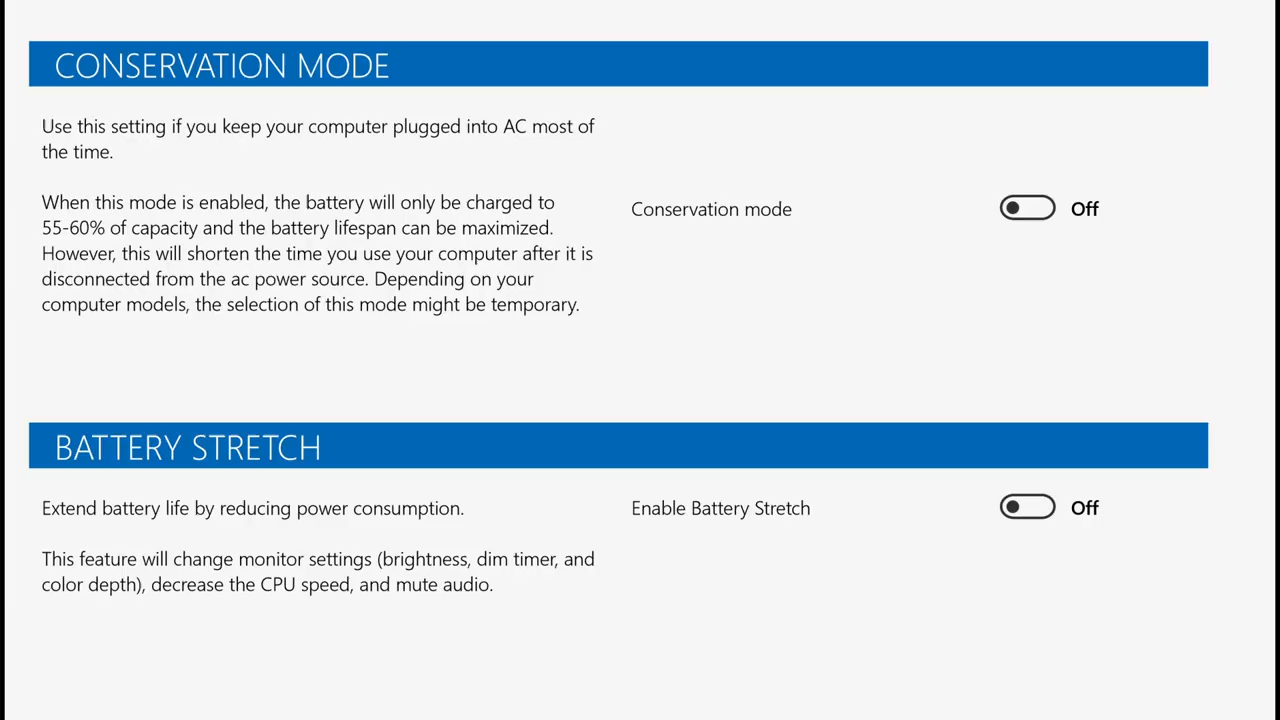 CONSERVATION MODE
Use this setting if you keep your computer plugged into AC most of
the time.
When this mode is enabled, the battery will only be charged to
55-60% of capacity and the battery lifespan can be maximized.
However, this will shorten the time you use your computer after it is
disconnected from the ac power source. Depending on your
computer models, the selection of this mode might be temporary.
Conservation mode
Off
BATTERY STRETCH
Extend battery life by reducing power consumption.
This feature will change monitor settings (brightness, dim timer, and
color depth), decrease the CPU speed, and mute audio.
Enable Battery Stretch
Off